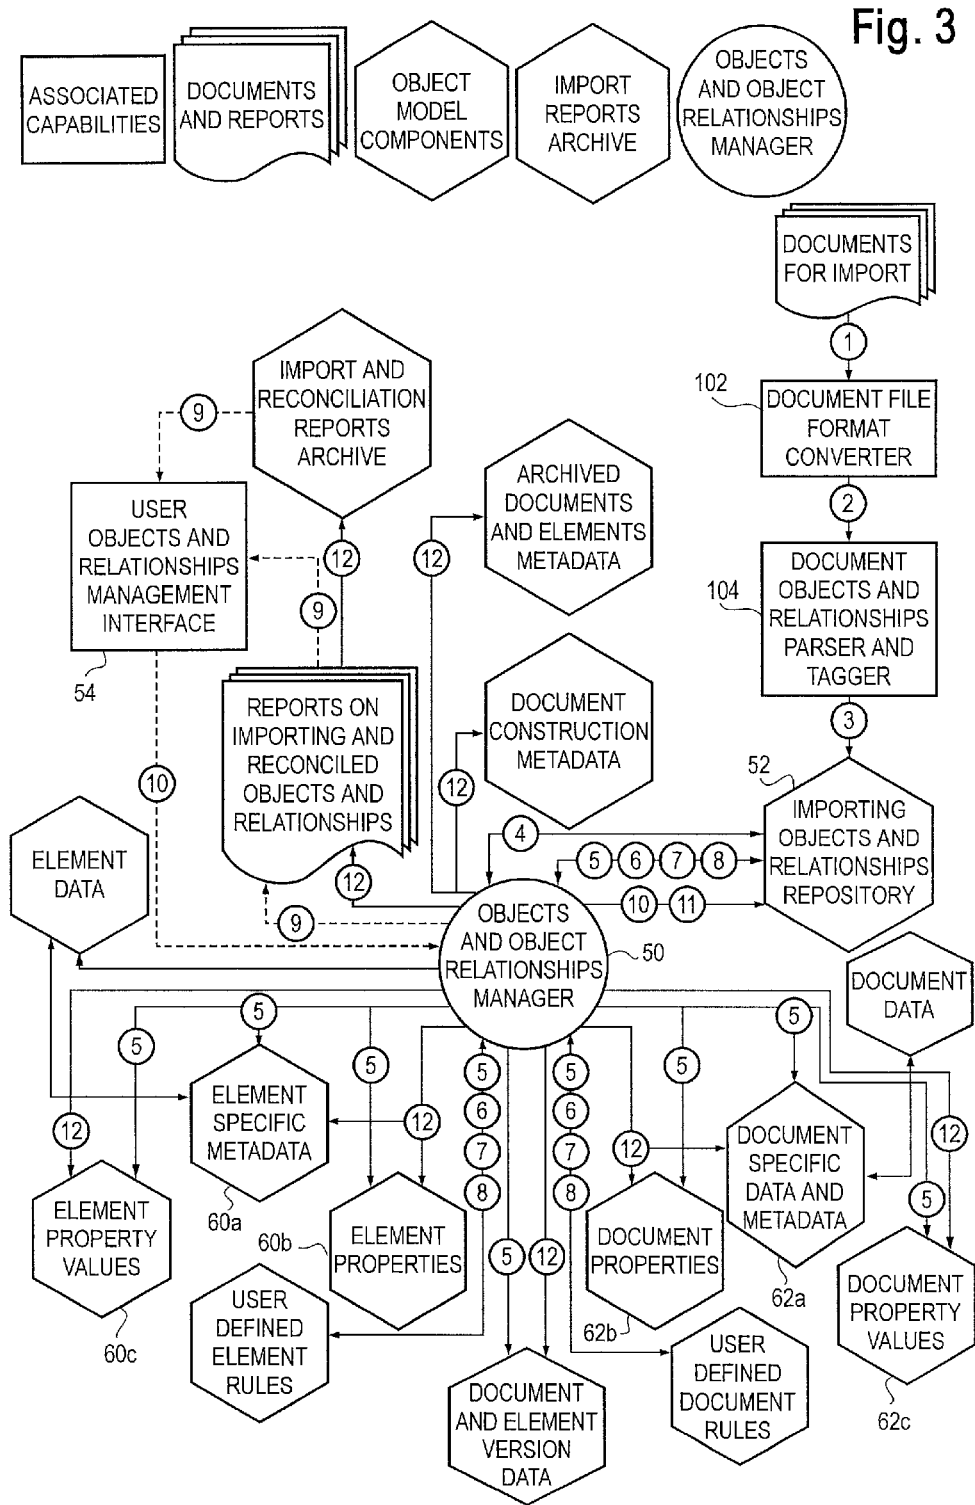 Fig. 3
ASSOCIATED
CAPABILITIES
DOCUMENTS
AND REPORTS
OBJECT
MODEL
COMPONENTS
IMPORT
REPORTS
ARCHIVE
OBJECTS
AND OBJECT
RELATIONSHIPS
MANAGER
DOCUMENTS
FOR IMPORT
1
102
DOCUMENT FILE
FORMAT
CONVERTER
2
104
DOCUMENT
OBJECTS AND
RELATIONSHIPS
PARSER AND
TAGGER
3
52
IMPORTING
OBJECTS AND
RELATIONSHIPS
REPOSITORY
IMPORT AND
RECONCILIATION
REPORTS
ARCHIVE
9
USER
OBJECTS AND
RELATIONSHIPS
MANAGEMENT
INTERFACE
54
12
9
12
ARCHIVED
DOCUMENTS
AND ELEMENTS
METADATA
REPORTS ON
IMPORTING AND
RECONCILED
OBJECTS AND
RELATIONSHIPS
DOCUMENT
CONSTRUCTION
METADATA
12
10
4
5 6 7 8
10 11
12
9
ELEMENT
DATA
OBJECTS
AND OBJECT
RELATIONSHIPS
MANAGER
50
DOCUMENT
DATA
5
5
5
12
12
ELEMENT
SPECIFIC
METADATA
60a
ELEMENT
PROPERTY
VALUES
60c
ELEMENT
PROPERTIES
60b
5
6
7
8
USER
DEFINED
ELEMENT
RULES
5
12
DOCUMENT
AND ELEMENT
VERSION
DATA
5
6
7
8
USER
DEFINED
DOCUMENT
RULES
12
5
5
DOCUMENT
PROPERTIES
62b
DOCUMENT
SPECIFIC
DATA AND
METADATA
62a
12
5
DOCUMENT
PROPERTY
VALUES
62c